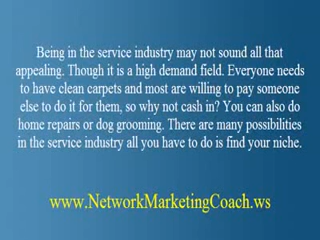 Being in the service industry may not sound all that
appealing. Though it is a high demand field. Everyone needs
to have clean carpets and most are willing to pay someone
else to do it for them, so why not cash in? You can also do
home repairs or dog grooming. There are many possibilities
in the service industry all you have to do is find your niche.
www.NetworkMarketingCoach.ws